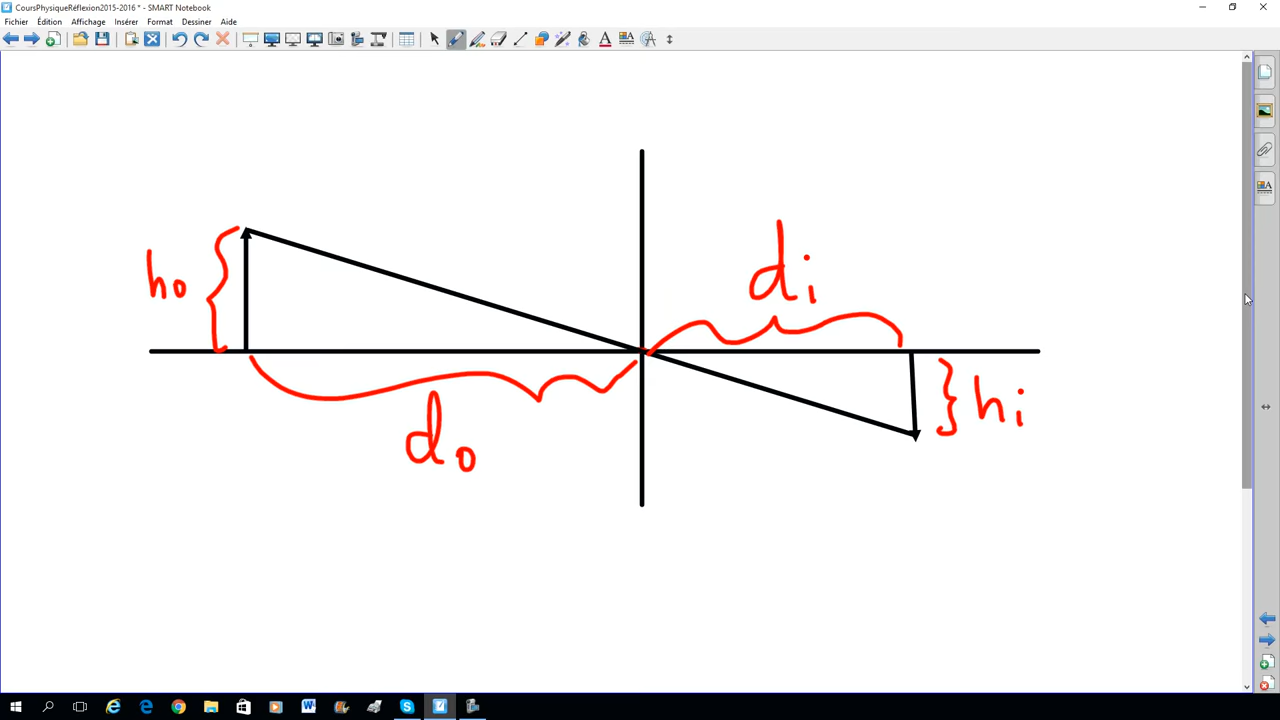 CoursPhysiqueRéflexion2015-2016 * - SMART Notebook
Fichier Édition Affichage Insérer Format Dessiner Aide
di
ho
hi
do